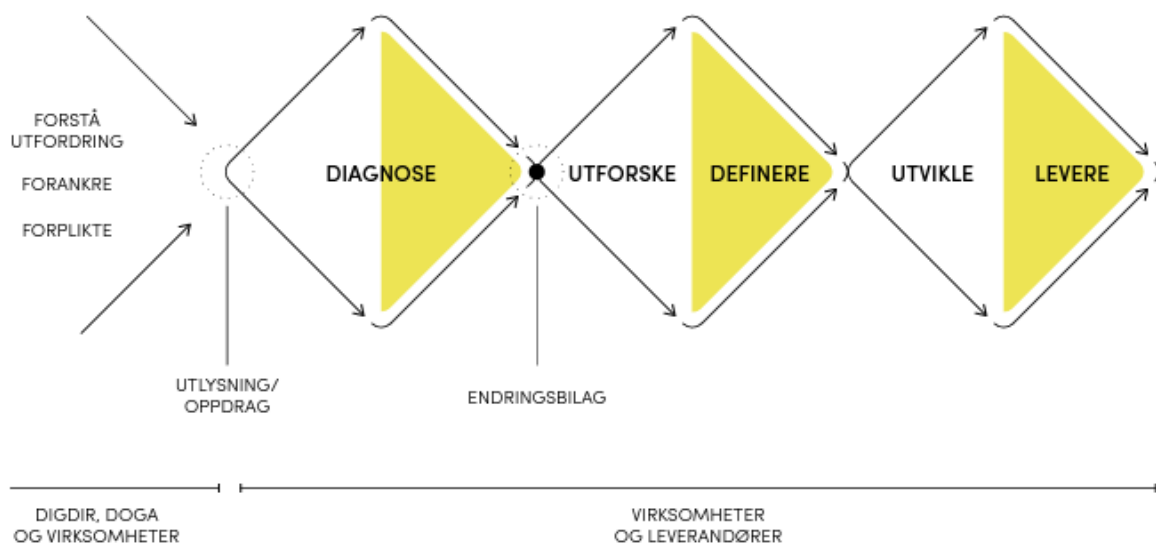 FORSTÅ
UTFORDRING
FORANKRE
FORPLIKTE
DIAGNOSE
UTFORSKE
DEFINERE
UTVIKLE
LEVERE
UTLYSNING/
OPPDRAG
ENDRINGSBILAG
DIGDIR, DOGA
OG VIRKSOMHETER
VIRKSOMHETER
OG LEVERANDØRER